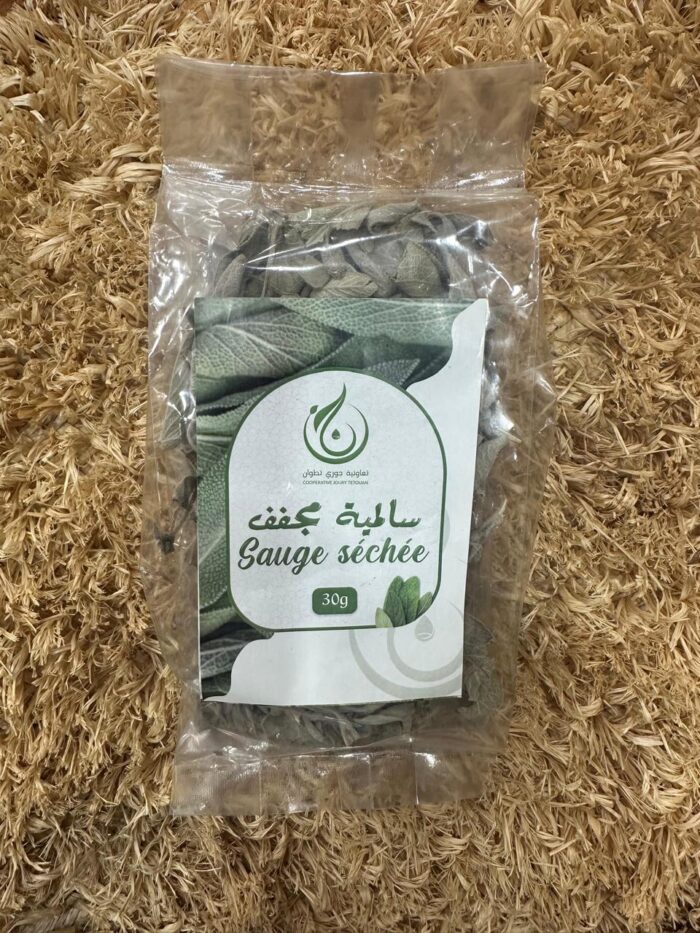 تعاونية جوري تطوان
COOPERATIVE JOURY TETOUAN
سالمية مجفف
Sauge séchée
30g